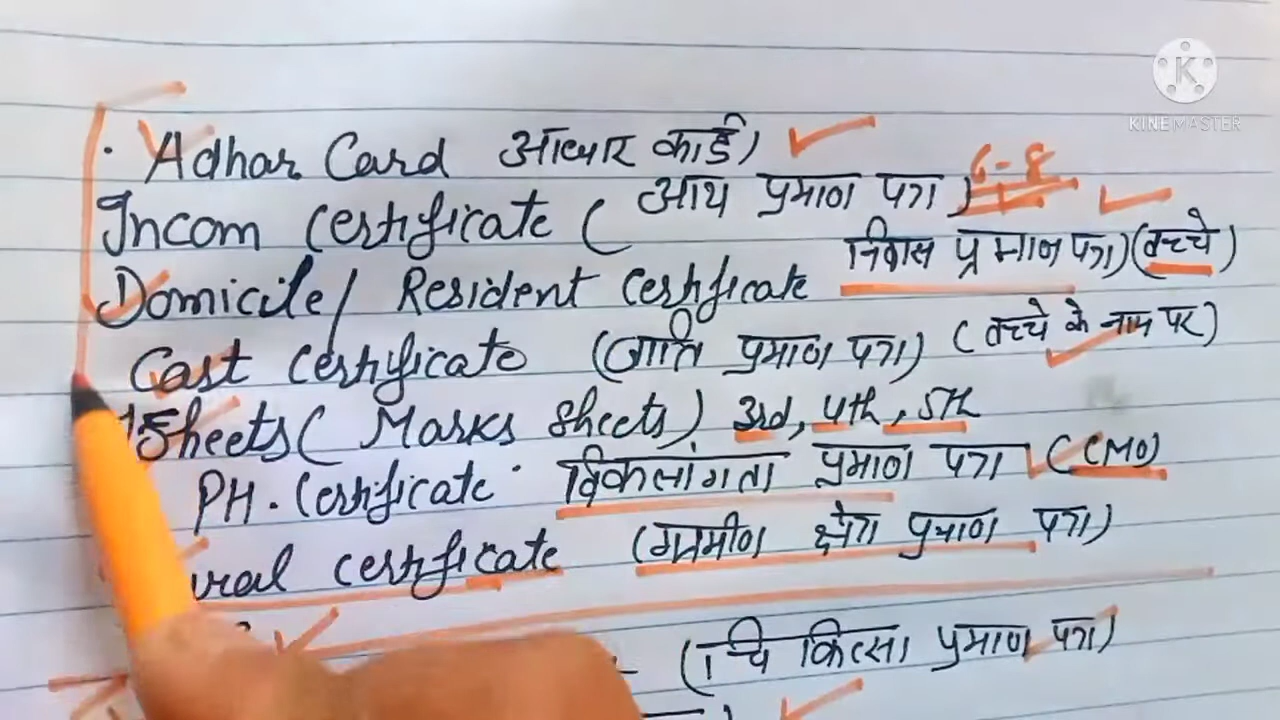 KINEMASTER
Adhar Card आधार कार्ड)
6-8
Incom Certificate ( आय प्रमाण पत्र )
Domicile / Resident Certificate निवास प्रमाण पत्र) (बच्चे)
Cast Certificate (जाति प्रमाण पत्र) (बच्चे के नाम पर)
Sheets ( Marks Sheets) 3rd, 4th, 5th
PH. Certificate विकलांगता प्रमाण पत्र (CMO)
ural certificate (ग्रामीण क्षेत्र प्रमाण पत्र)
(चिकित्सा प्रमाण पत्र)